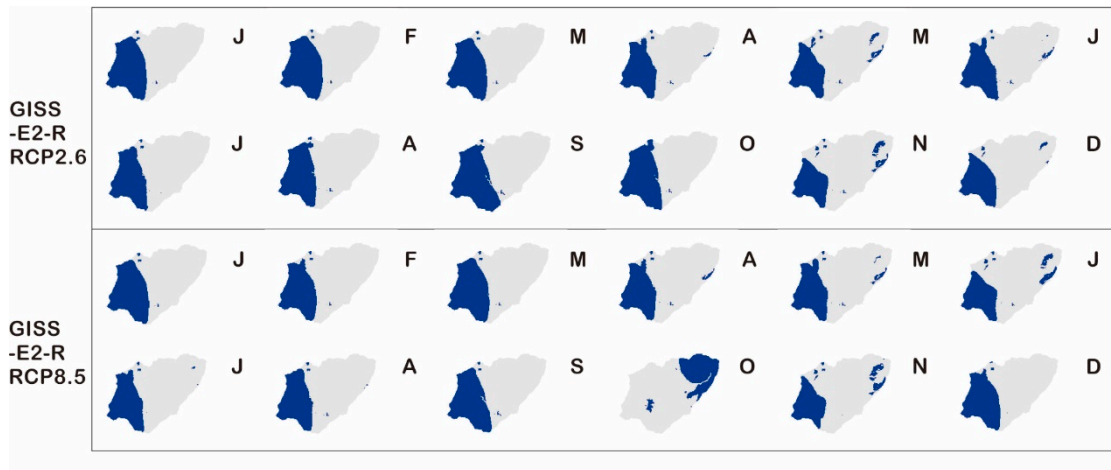 J F M A M J
GISS
-E2-R
RCP2.6
J A S O N D
J F M A M J
GISS
-E2-R
RCP8.5
J A S O N D